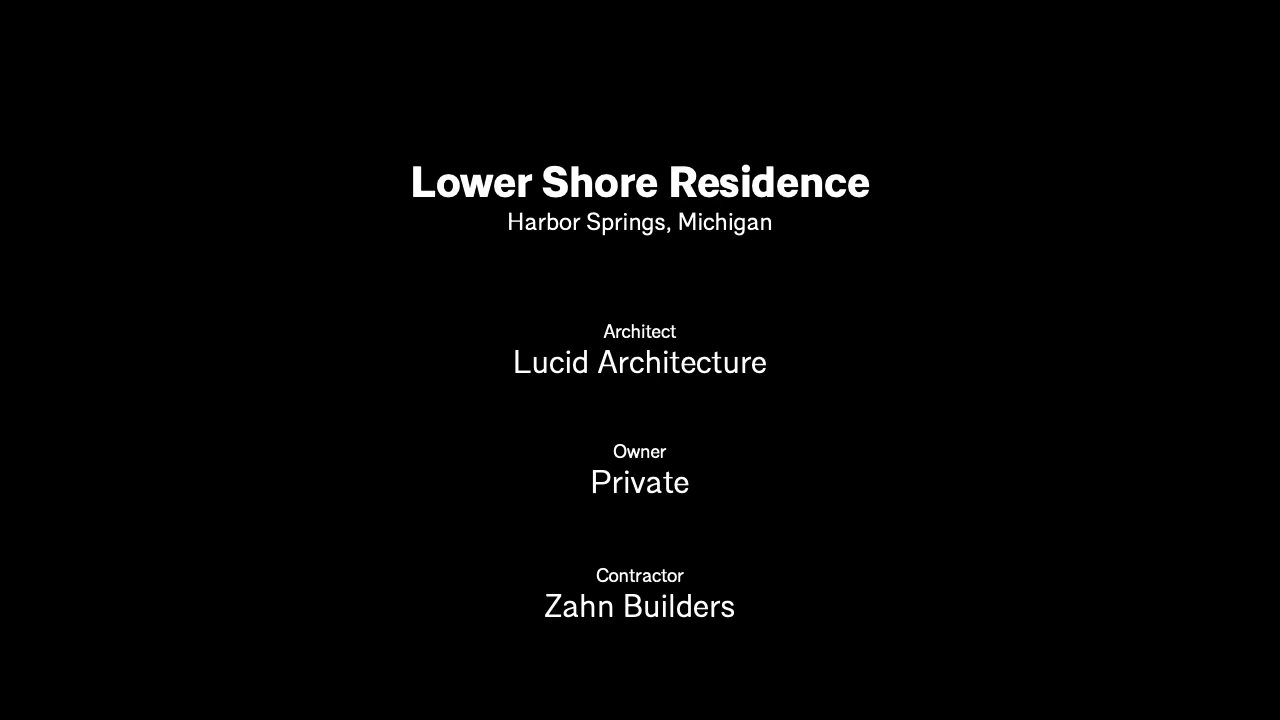 Lower Shore Residence
Harbor Springs, Michigan
Architect
Lucid Architecture
Owner
Private
Contractor
Zahn Builders